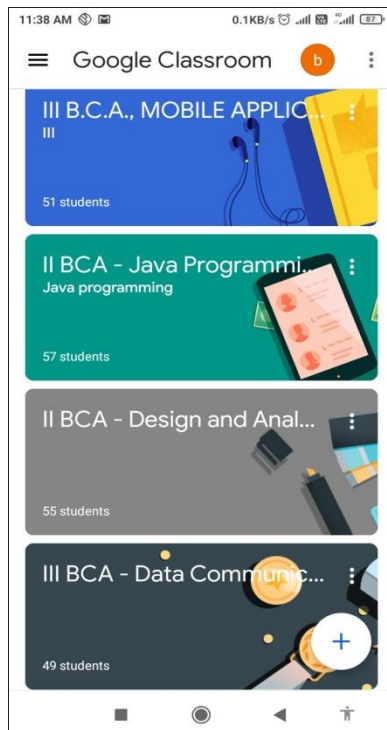 11:38 AM 0.1KB/s 4G 87
Google Classroom b
III B.C.A., MOBILE APPLIC...
III
51 students
II BCA - Java Programmi...
Java programming
57 students
II BCA - Design and Anal...
55 students
III BCA - Data Communic...
49 students